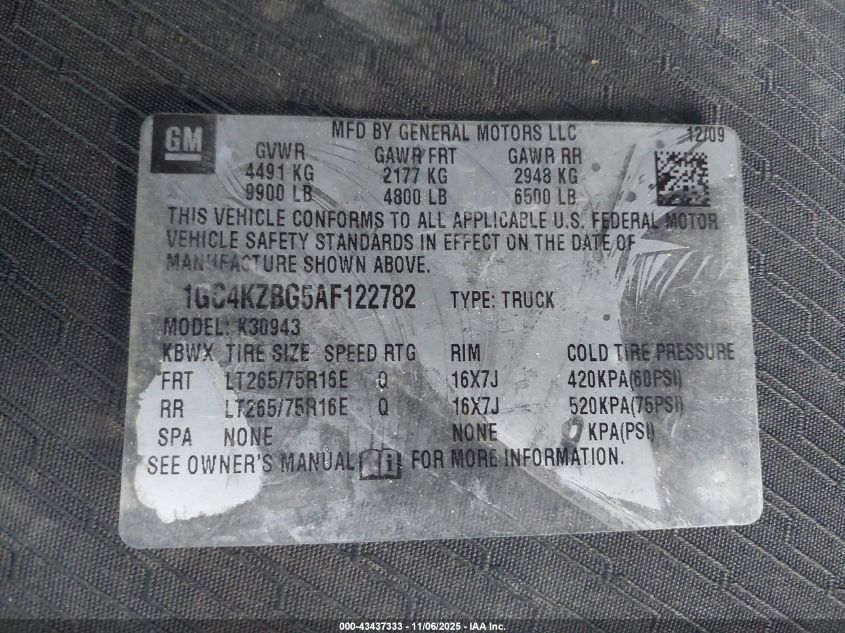 GM
MFD BY GENERAL MOTORS LLC 12/09
GVWR GAWR FRT GAWR RR
4491 KG 2177 KG 2948 KG
9900 LB 4800 LB 6500 LB
THIS VEHICLE CONFORMS TO ALL APPLICABLE U.S. FEDERAL MOTOR
VEHICLE SAFETY STANDARDS IN EFFECT ON THE DATE OF
MANUFACTURE SHOWN ABOVE.
1GC4KZBG5AF122782 TYPE: TRUCK
MODEL: K30943
KBWX TIRE SIZE SPEED RTG RIM COLD TIRE PRESSURE
FRT LT265/75R16E Q 16X7J 420KPA(60PSI)
RR LT265/75R16E Q 16X7J 520KPA(75PSI)
SPA NONE NONE KPA(PSI)
SEE OWNER'S MANUAL i FOR MORE INFORMATION.
000-43437333 - 11/06/2025 - IAA Inc.